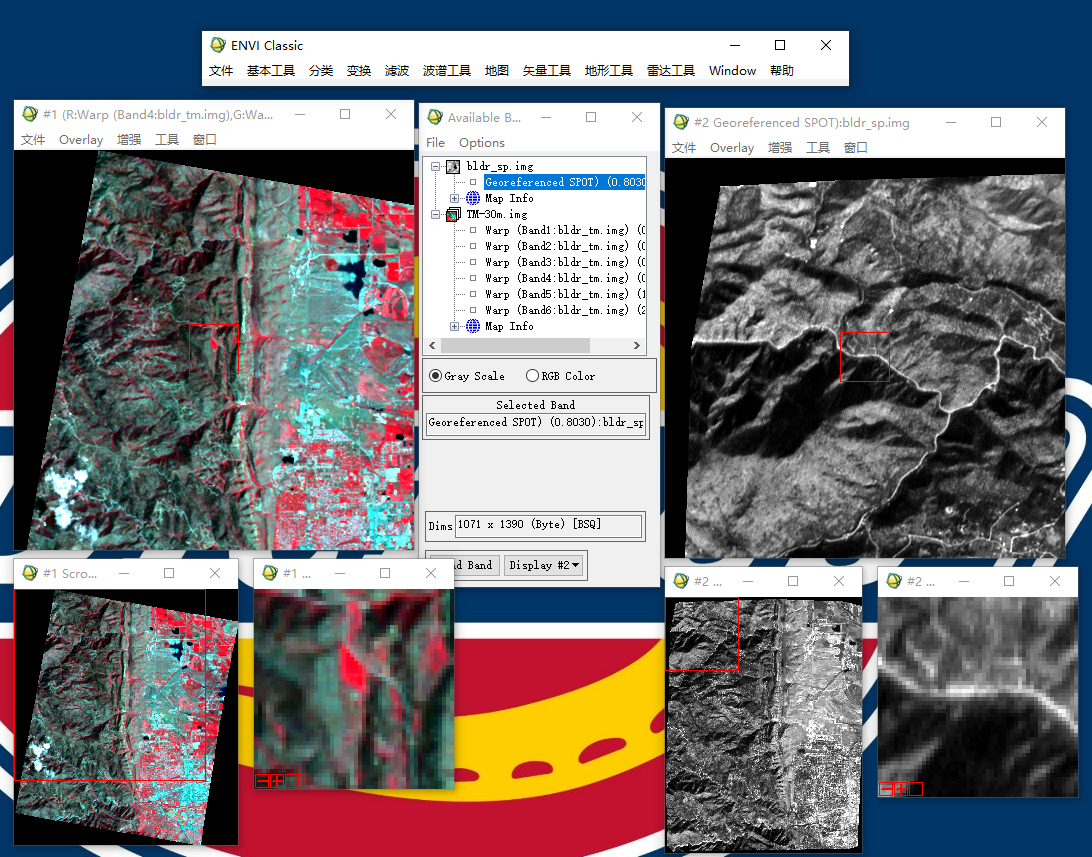 ENVI Classic
文件 基本工具 分类 变换 滤波 波谱工具 地图 矢量工具 地形工具 雷达工具 Window 帮助
#1 (R:Warp (Band4:bldr_tm.img),G:Wa...
文件 Overlay 增强 工具 窗口
Available B...
File Options
bldr_sp.img
Georeferenced SPOT) (0.8030
Map Info
TM-30m.img
Warp (Band1:bldr_tm.img) (0
Warp (Band2:bldr_tm.img) (0
Warp (Band3:bldr_tm.img) (0
Warp (Band4:bldr_tm.img) (0
Warp (Band5:bldr_tm.img) (1
Warp (Band6:bldr_tm.img) (2
Map Info
Gray Scale RGB Color
Selected Band
Georeferenced SPOT) (0.8030):bldr_sp
Dims 1071 x 1390 (Byte) [BSQ]
d Band Display #2
#2 Georeferenced SPOT):bldr_sp.img
文件 Overlay 增强 工具 窗口
#1 Scro...
#1 ...
#2 ...
#2 ...